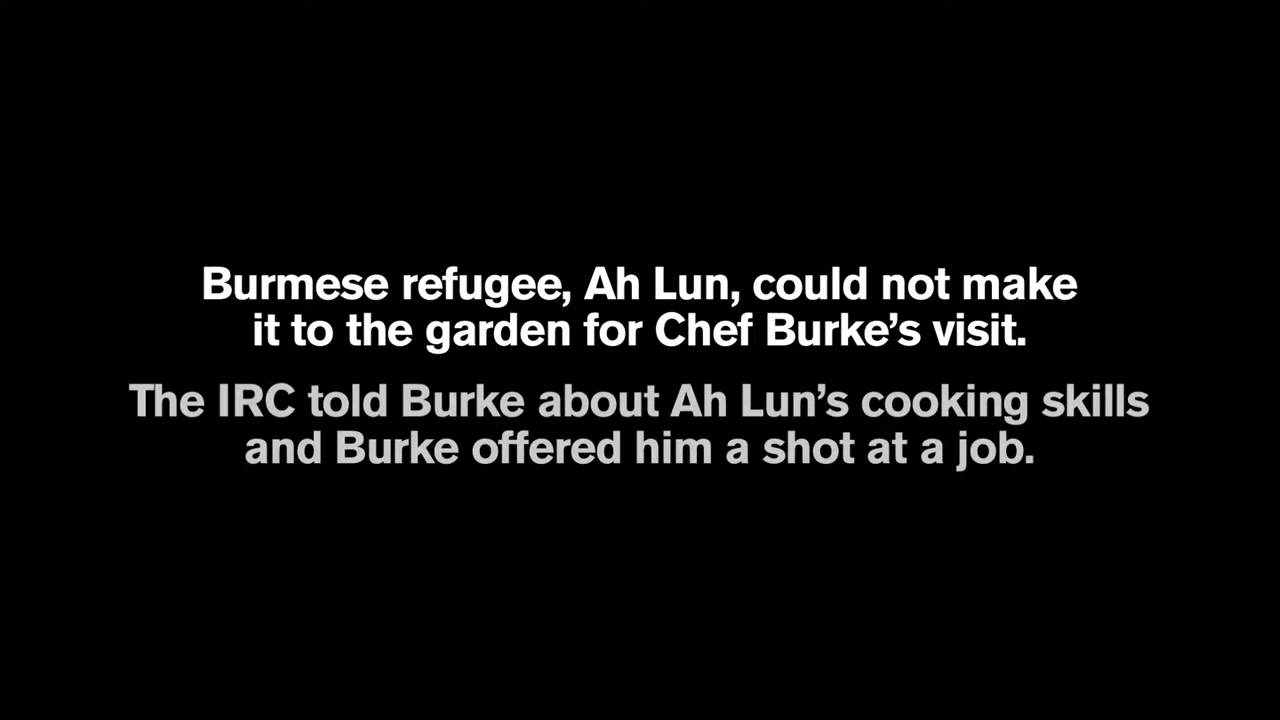 Burmese refugee, Ah Lun, could not make
it to the garden for Chef Burke’s visit.
The IRC told Burke about Ah Lun’s cooking skills
and Burke offered him a shot at a job.